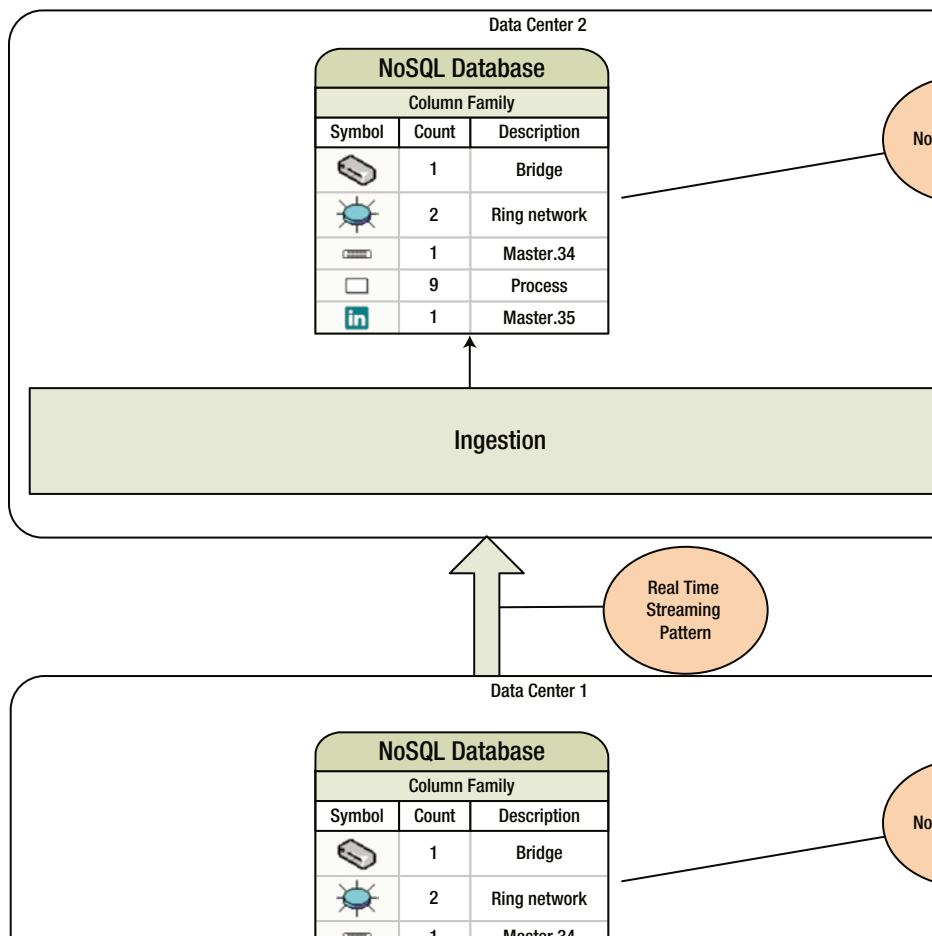 Data Center 2
NoSQL Database
Column Family
Symbol Count Description
1 Bridge
2 Ring network
1 Master.34
9 Process
in 1 Master.35
Ingestion
Real Time
Streaming
Pattern
Data Center 1
NoSQL Database
Column Family
Symbol Count Description
1 Bridge
2 Ring network